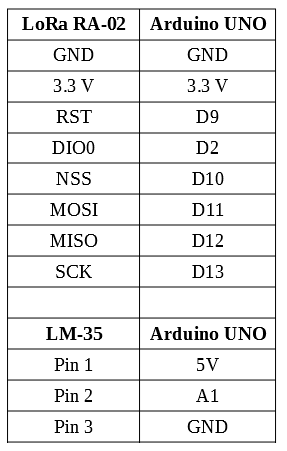 LoRa RA-02 Arduino UNO
GND GND
3.3 V 3.3 V
RST D9
DIO0 D2
NSS D10
MOSI D11
MISO D12
SCK D13
LM-35 Arduino UNO
Pin 1 5V
Pin 2 A1
Pin 3 GND